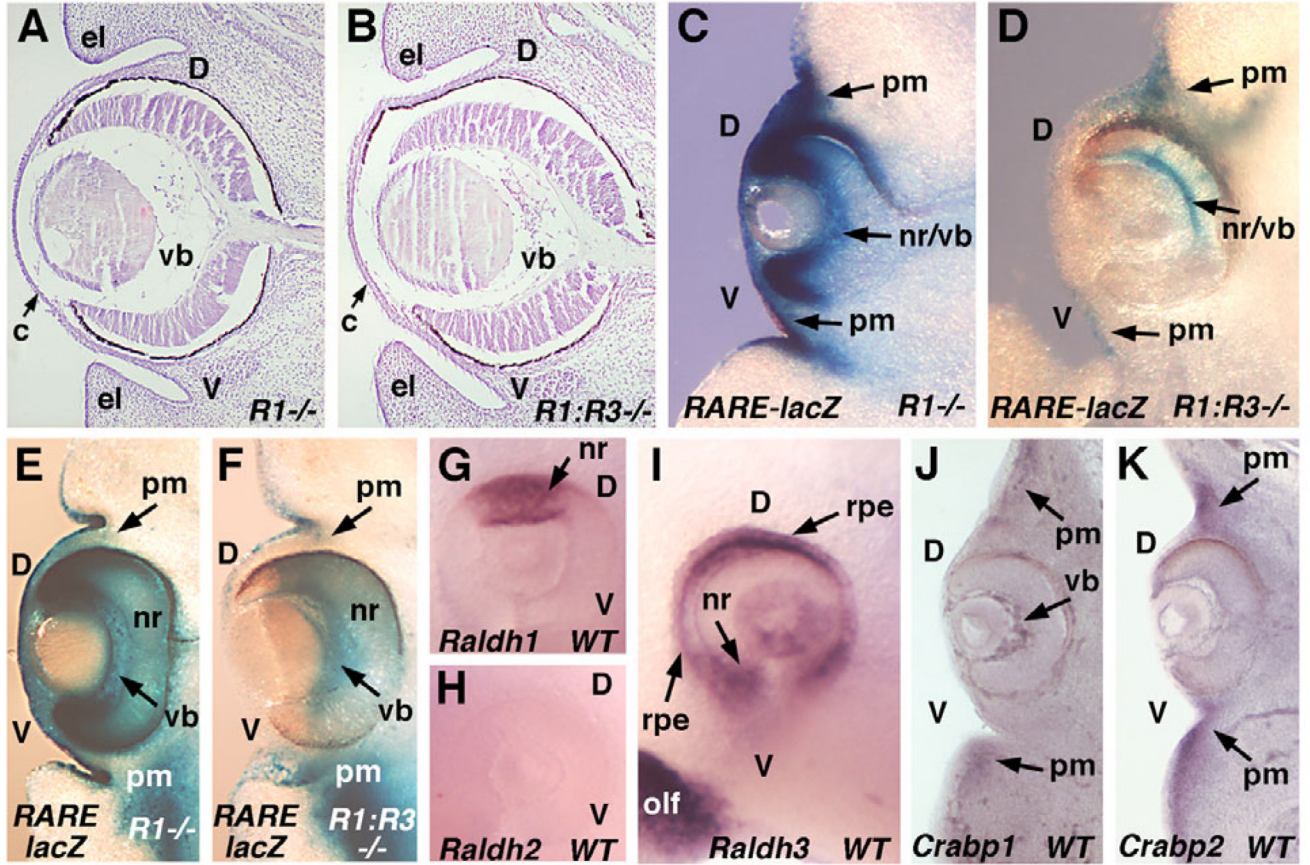 A
el
D
vb
c
el
V
R1-/-
B
el
D
vb
c
el
V
R1:R3-/-
C
pm
D
nr/vb
V
pm
RARE-lacZ R1-/-
D
pm
D
nr/vb
V
pm
RARE-lacZ R1:R3-/-
E
pm
D
nr
vb
V
pm
RARE
lacZ R1-/-
F
pm
D
nr
vb
V
pm
RARE R1:R3
lacZ -/-
G
nr
D
V
Raldh1 WT
H
D
V
Raldh2 WT
I
D
rpe
nr
rpe
V
olf
Raldh3 WT
J
pm
D
vb
V
pm
Crabp1 WT
K
pm
D
V
pm
Crabp2 WT